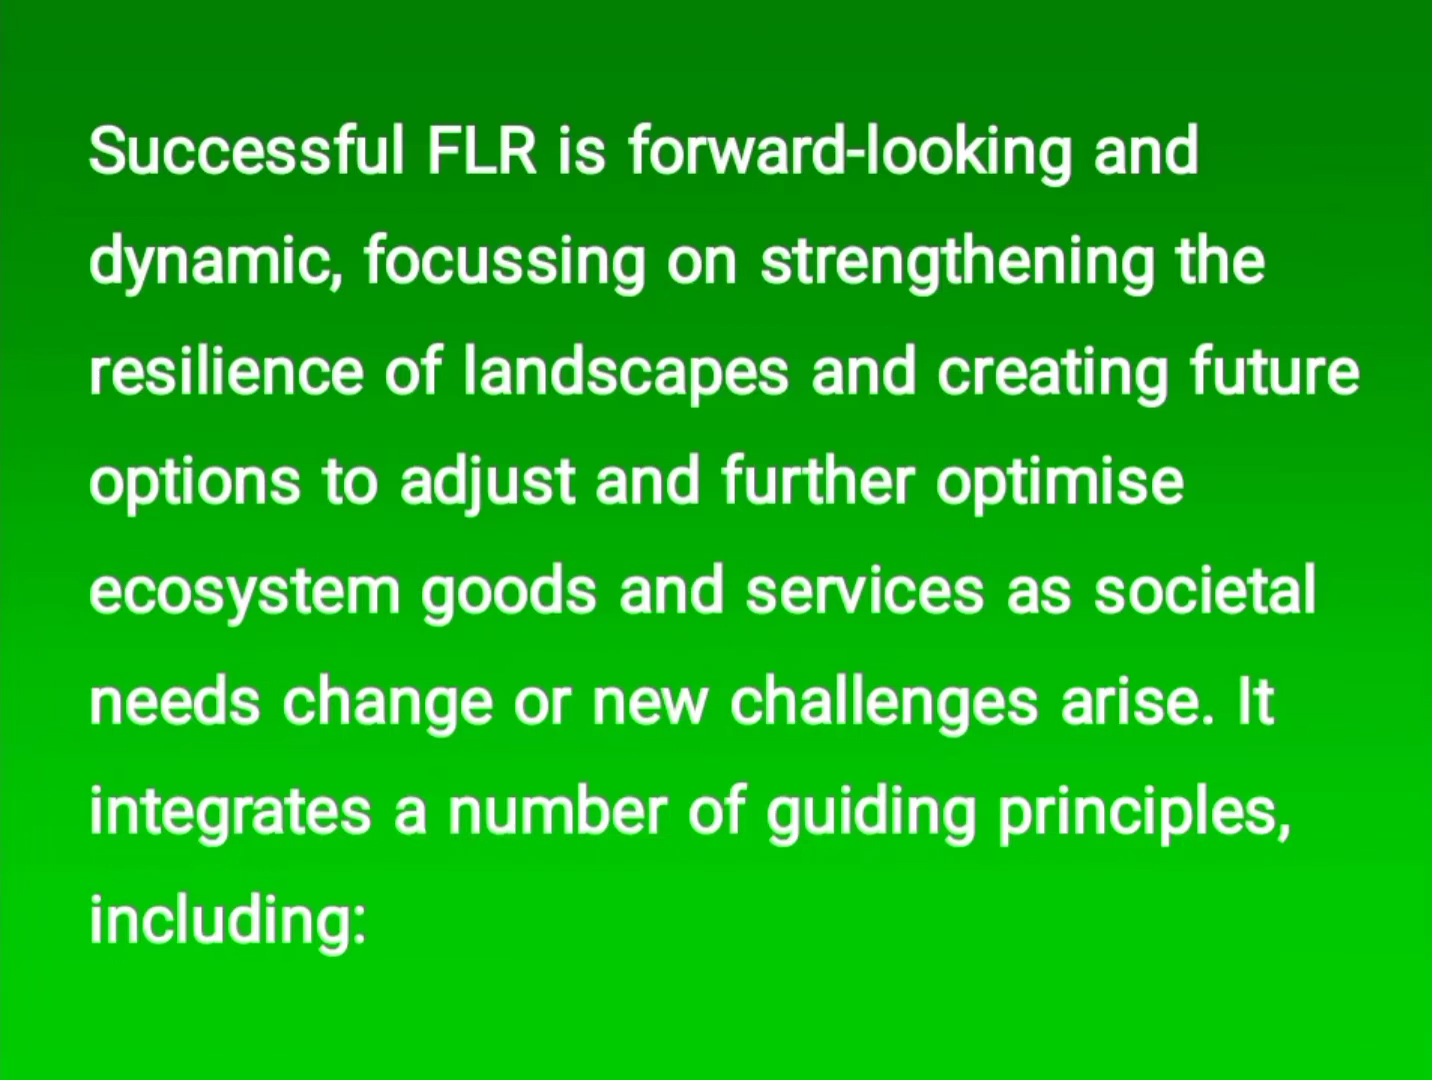 Successful FLR is forward-looking and
dynamic, focussing on strengthening the
resilience of landscapes and creating future
options to adjust and further optimise
ecosystem goods and services as societal
needs change or new challenges arise. It
integrates a number of guiding principles,
including: